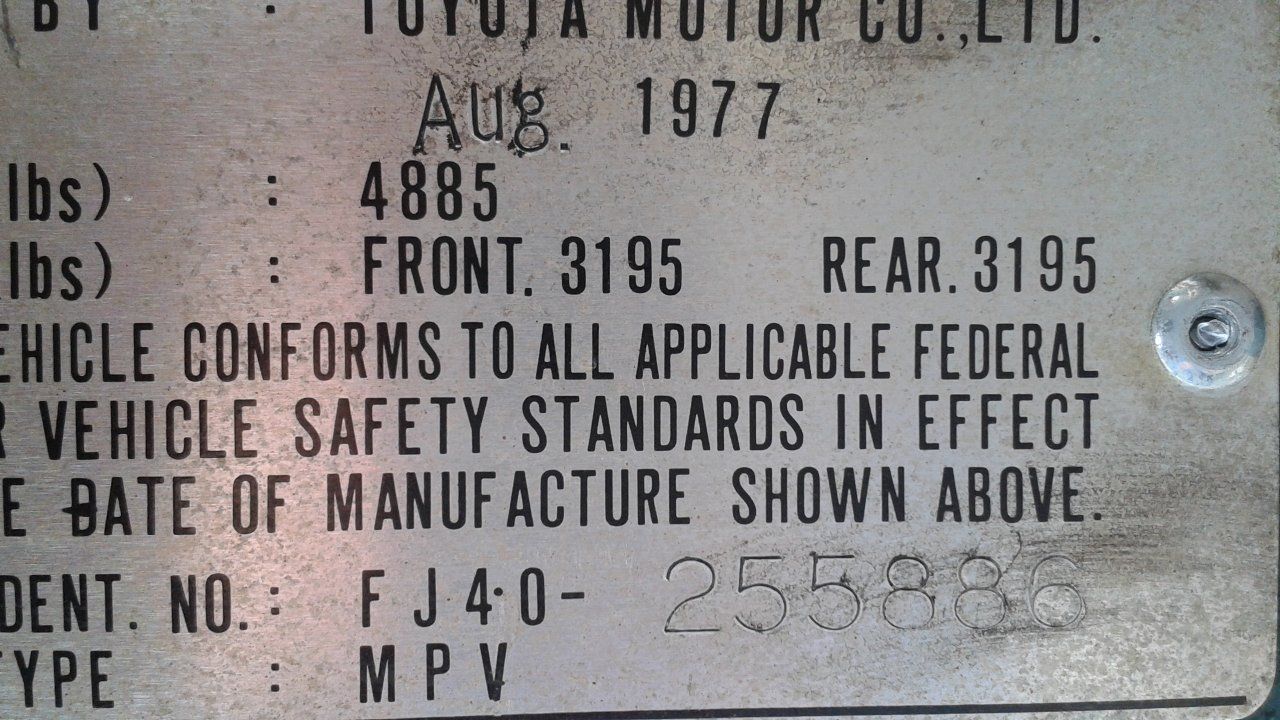 BY : TOYOTA MOTOR CO.,LTD.
Aug. 1977
lbs) : 4885
lbs) : FRONT. 3195 REAR. 3195
EHICLE CONFORMS TO ALL APPLICABLE FEDERAL
R VEHICLE SAFETY STANDARDS IN EFFECT
E DATE OF MANUFACTURE SHOWN ABOVE.
DENT. NO. : FJ40-255886
TYPE : MPV